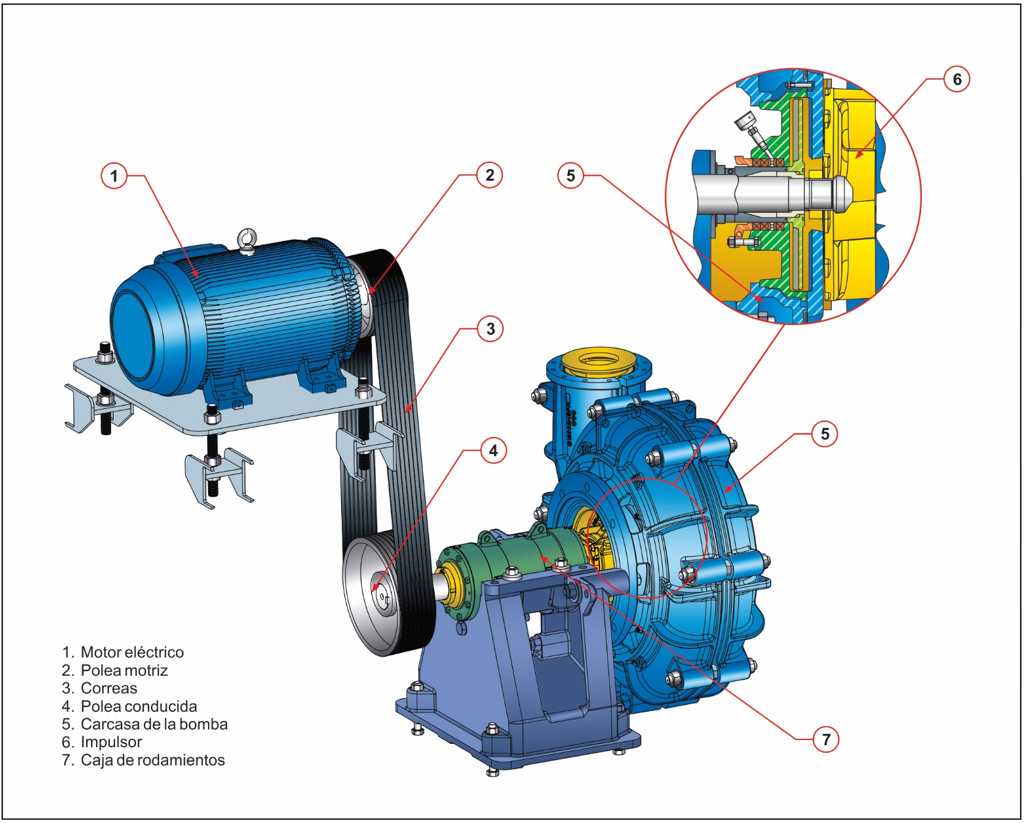 1
2
3
4
5
6
5
7
1. Motor eléctrico
2. Polea motriz
3. Correas
4. Polea conducida
5. Carcasa de la bomba
6. Impulsor
7. Caja de rodamientos